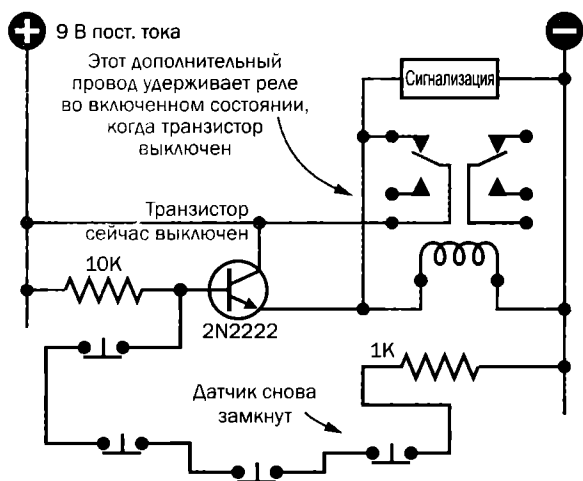 9 В пост. тока
Этот дополнительный
провод удерживает реле
во включенном состоянии,
когда транзистор
выключен
Сигнализация
Транзистор
сейчас выключен
10K
2N2222
1K
Датчик снова
замкнут